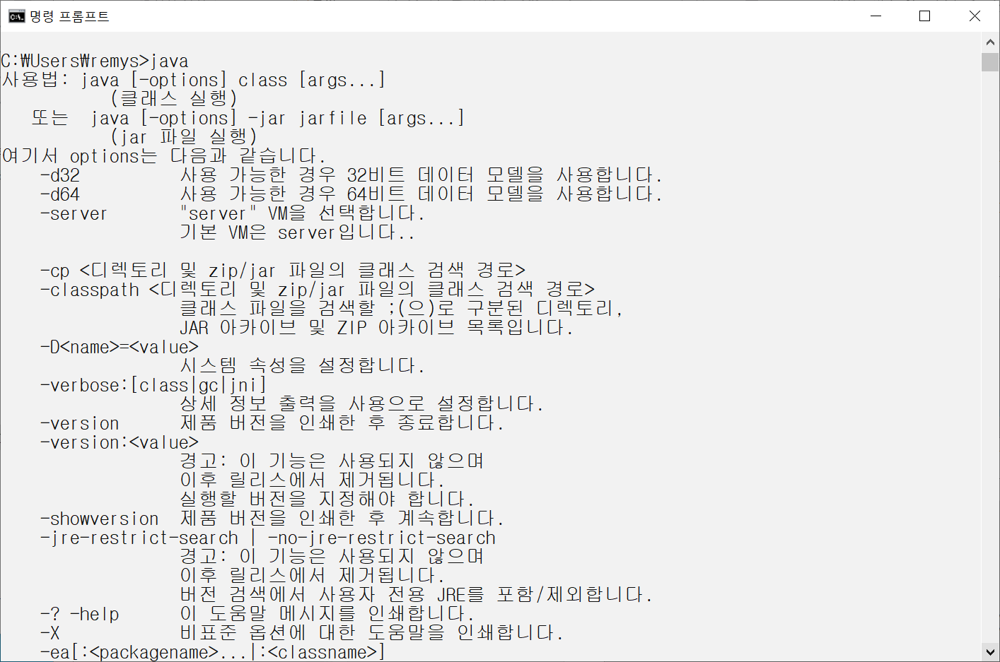 명령 프롬프트
C:₩Users₩remys>java
사용법: java [-options] class [args...]
(클래스 실행)
또는 java [-options] -jar jarfile [args...]
(jar 파일 실행)
여기서 options는 다음과 같습니다.
-d32 사용 가능한 경우 32비트 데이터 모델을 사용합니다.
-d64 사용 가능한 경우 64비트 데이터 모델을 사용합니다.
-server "server" VM을 선택합니다.
기본 VM은 server입니다..
-cp <디렉토리 및 zip/jar 파일의 클래스 검색 경로>
-classpath <디렉토리 및 zip/jar 파일의 클래스 검색 경로>
클래스 파일을 검색할 ;(으)로 구분된 디렉토리,
JAR 아카이브 및 ZIP 아카이브 목록입니다.
-D<name>=<value>
시스템 속성을 설정합니다.
-verbose:[class|gc|jni]
상세 정보 출력을 사용으로 설정합니다.
-version 제품 버전을 인쇄한 후 종료합니다.
-version:<value>
경고: 이 기능은 사용되지 않으며
이후 릴리스에서 제거됩니다.
실행할 버전을 지정해야 합니다.
-showversion 제품 버전을 인쇄한 후 계속합니다.
-jre-restrict-search | -no-jre-restrict-search
경고: 이 기능은 사용되지 않으며
이후 릴리스에서 제거됩니다.
버전 검색에서 사용자 전용 JRE를 포함/제외합니다.
-? -help 이 도움말 메시지를 인쇄합니다.
-X 비표준 옵션에 대한 도움말을 인쇄합니다.
-ea[:<packagename>...|:<classname>]